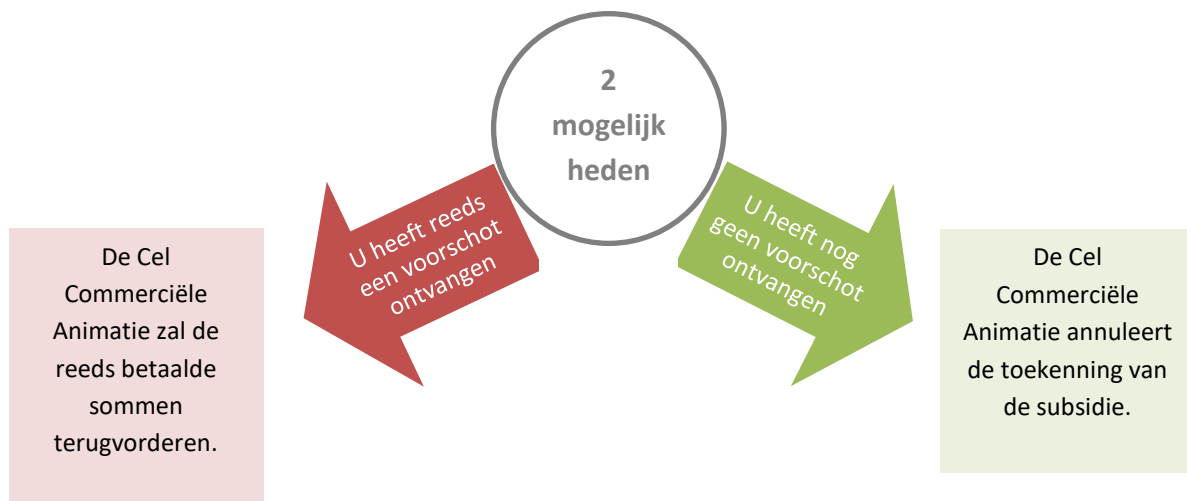 2
mogelijk
heden
U heeft reeds
een voorschot
ontvangen
U heeft nog
geen voorschot
ontvangen
De Cel
Commerciële
Animatie zal de
reeds betaalde
sommen
terugvorderen.
De Cel
Commerciële
Animatie annuleert
de toekenning van
de subsidie.